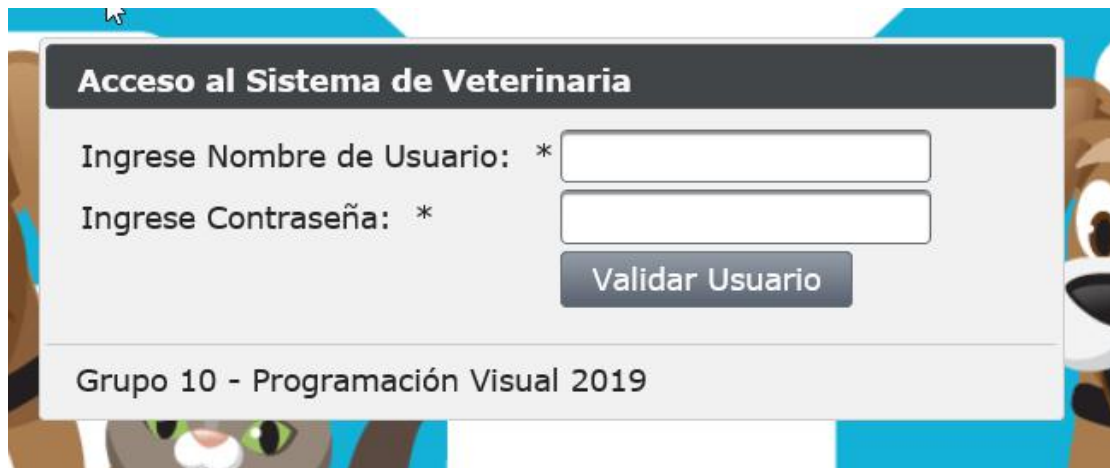 Acceso al Sistema de Veterinaria
Ingrese Nombre de Usuario: *
Ingrese Contraseña: *
Validar Usuario
Grupo 10 - Programación Visual 2019